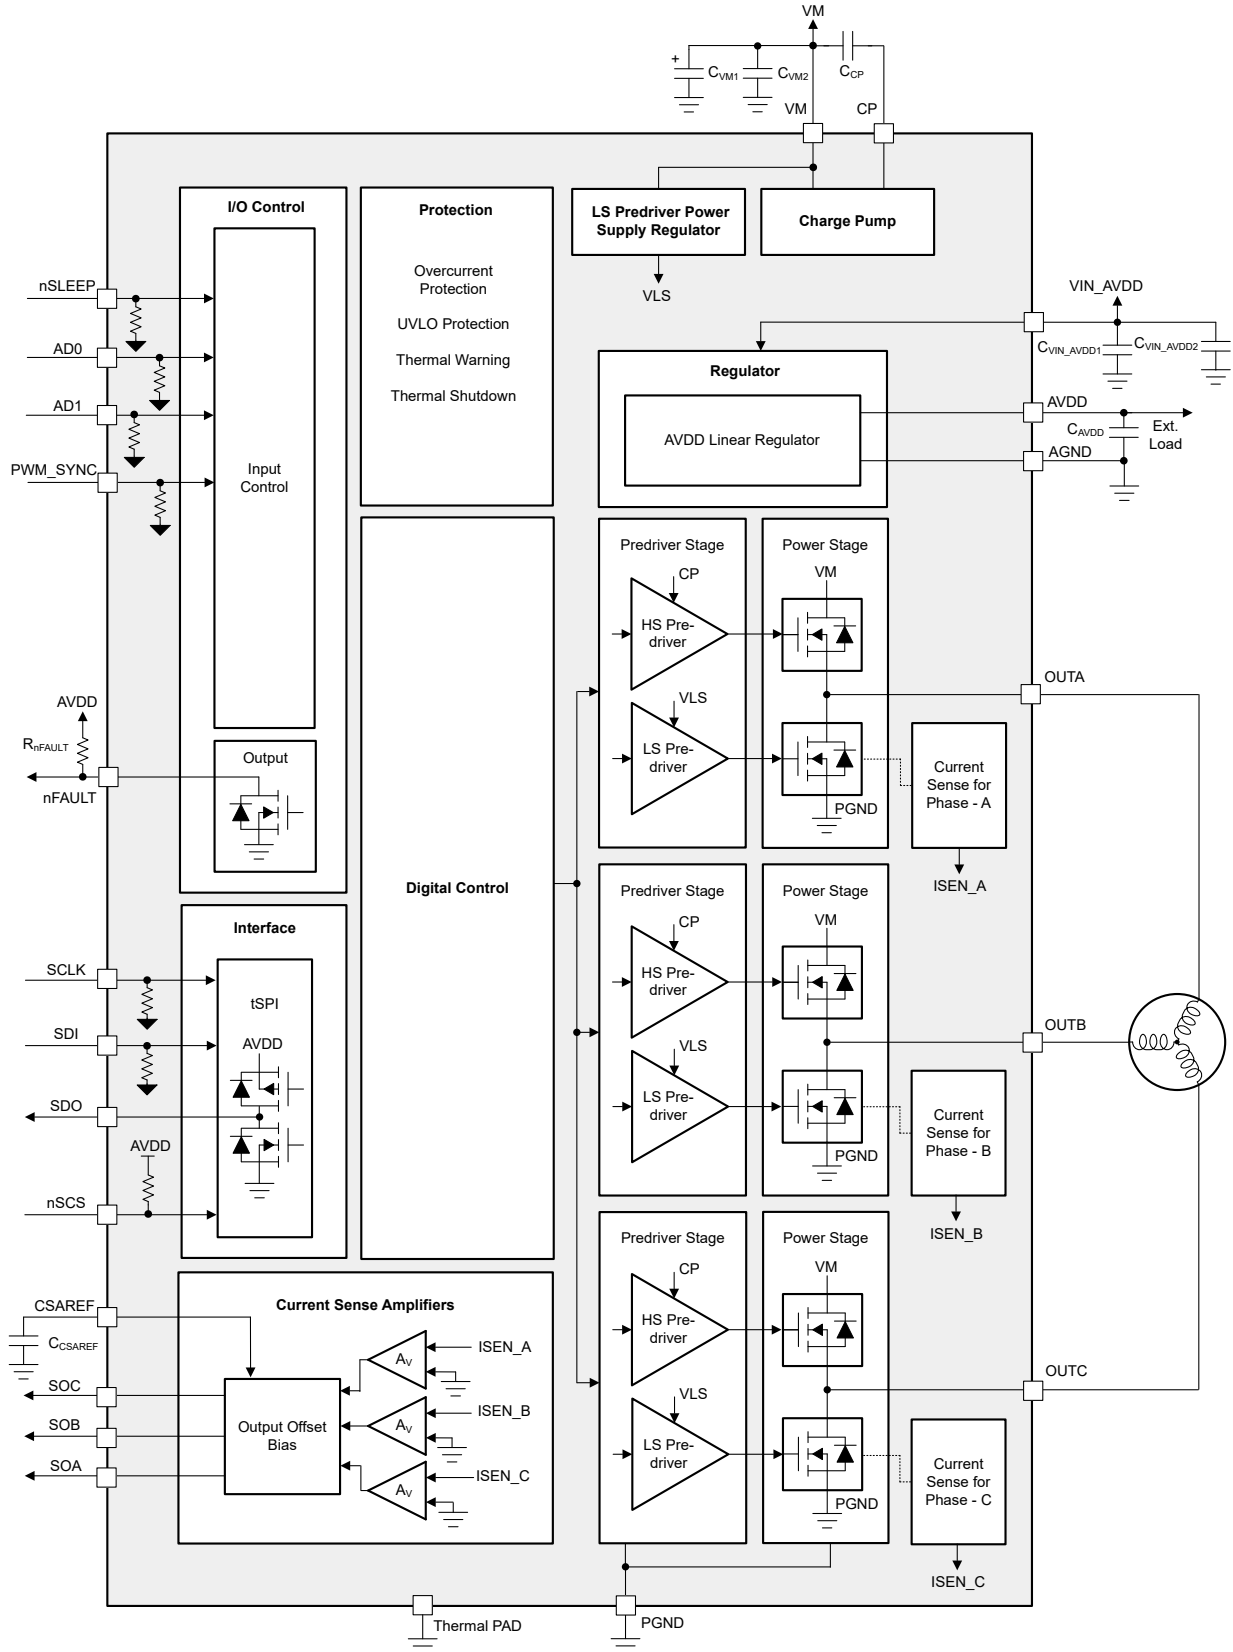 VM
+
CVM1
CVM2
CCP
VM
CP
I/O Control
Input
Control
nSLEEP
AD0
AD1
PWM_SYNC
AVDD
RnFAULT
nFAULT
Output
Protection
Overcurrent
Protection
UVLO Protection
Thermal Warning
Thermal Shutdown
LS Predriver Power
Supply Regulator
VLS
Charge Pump
VIN_AVDD
CVIN_AVDD1
CVIN_AVDD2
Regulator
AVDD Linear Regulator
AVDD
CAVDD
Ext.
Load
AGND
Digital Control
Predriver Stage
CP
HS Pre-
driver
VLS
LS Pre-
driver
Power Stage
VM
PGND
OUTA
Current
Sense for
Phase - A
ISEN_A
Predriver Stage
CP
HS Pre-
driver
VLS
LS Pre-
driver
Power Stage
VM
PGND
OUTB
Current
Sense for
Phase - B
ISEN_B
Predriver Stage
CP
HS Pre-
driver
VLS
LS Pre-
driver
Power Stage
VM
PGND
OUTC
Current
Sense for
Phase - C
ISEN_C
Interface
tSPI
AVDD
SCLK
SDI
SDO
AVDD
nSCS
Current Sense Amplifiers
CSAREF
CCSAREF
SOC
SOB
SOA
Output Offset
Bias
AV
ISEN_A
AV
ISEN_B
AV
ISEN_C
Thermal PAD
PGND